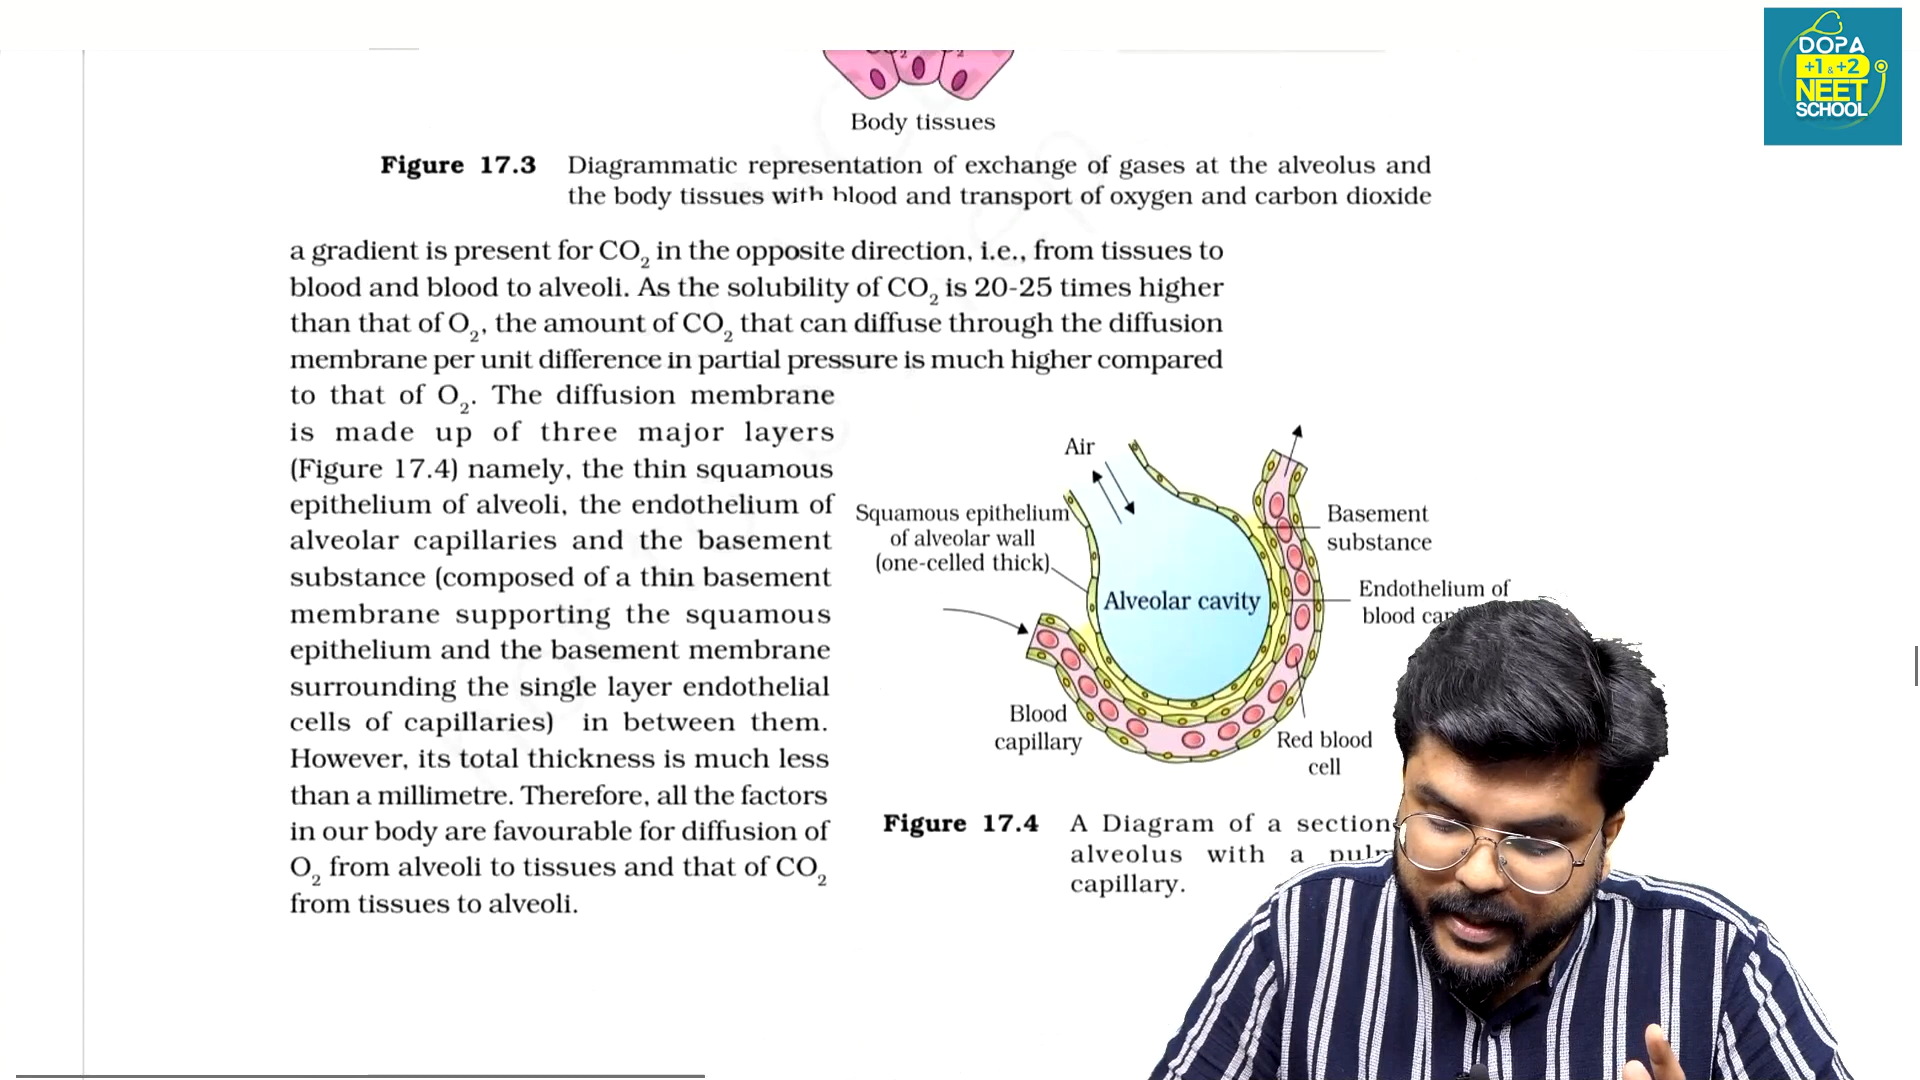 DOPA
+1 & +2
NEET
SCHOOL
Body tissues
Figure 17.3 Diagrammatic representation of exchange of gases at the alveolus and
the body tissues with blood and transport of oxygen and carbon dioxide
a gradient is present for CO₂ in the opposite direction, i.e., from tissues to
blood and blood to alveoli. As the solubility of CO₂ is 20-25 times higher
than that of O₂, the amount of CO₂ that can diffuse through the diffusion
membrane per unit difference in partial pressure is much higher compared
to that of O₂. The diffusion membrane
is made up of three major layers
(Figure 17.4) namely, the thin squamous
epithelium of alveoli, the endothelium of
alveolar capillaries and the basement
substance (composed of a thin basement
membrane supporting the squamous
epithelium and the basement membrane
surrounding the single layer endothelial
cells of capillaries) in between them.
However, its total thickness is much less
than a millimetre. Therefore, all the factors
in our body are favourable for diffusion of
O₂ from alveoli to tissues and that of CO₂
from tissues to alveoli.
Air
Squamous epithelium
of alveolar wall
(one-celled thick)
Basement
substance
Alveolar cavity
Endothelium of
blood
Blood
capillary
Red blood
cell
Figure 17.4 A Diagram of a section
alveolus with a
capillary.